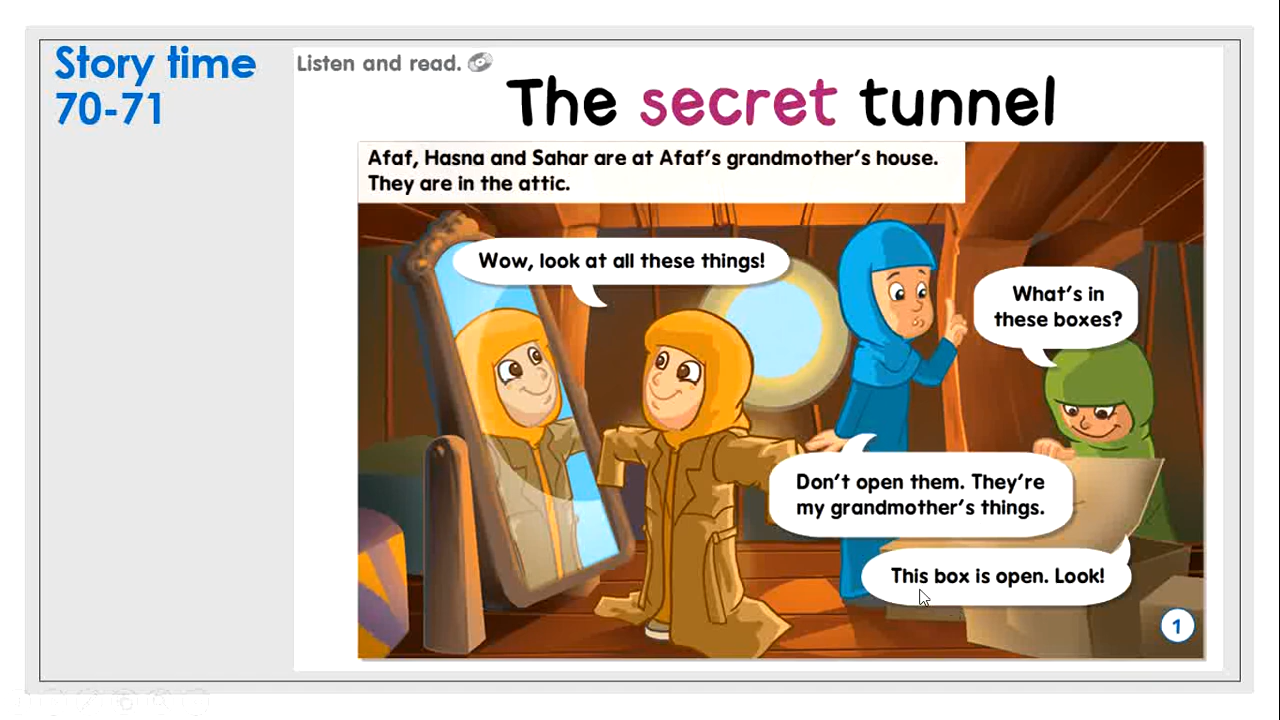 Story time
70-71
Listen and read.
The secret tunnel
Afaf, Hasna and Sahar are at Afaf's grandmother's house.
They are in the attic.
Wow, look at all these things!
What's in
these boxes?
Don't open them. They're
my grandmother's things.
This box is open. Look!
1